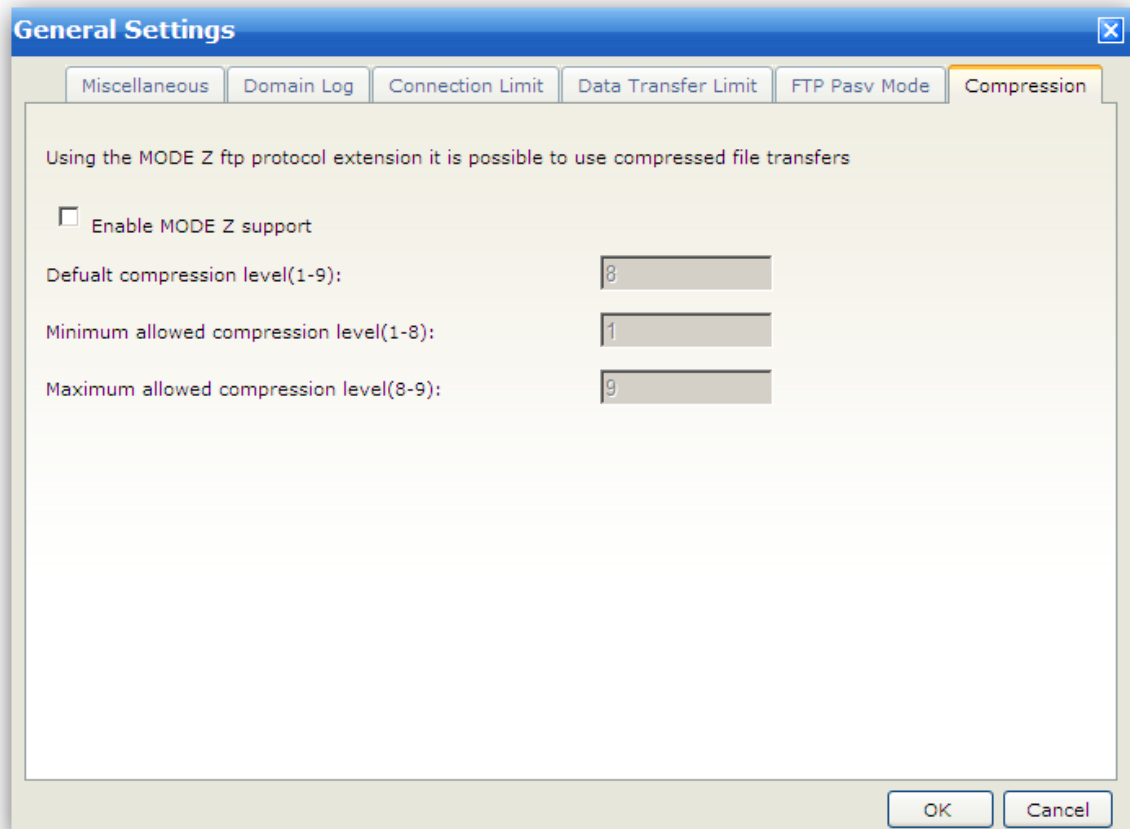 General Settings
Miscellaneous Domain Log Connection Limit Data Transfer Limit FTP Pasv Mode Compression
Using the MODE Z ftp protocol extension it is possible to use compressed file transfers
Enable MODE Z support
Defualt compression level(1-9): 8
Minimum allowed compression level(1-8): 1
Maximum allowed compression level(8-9): 9
OK Cancel